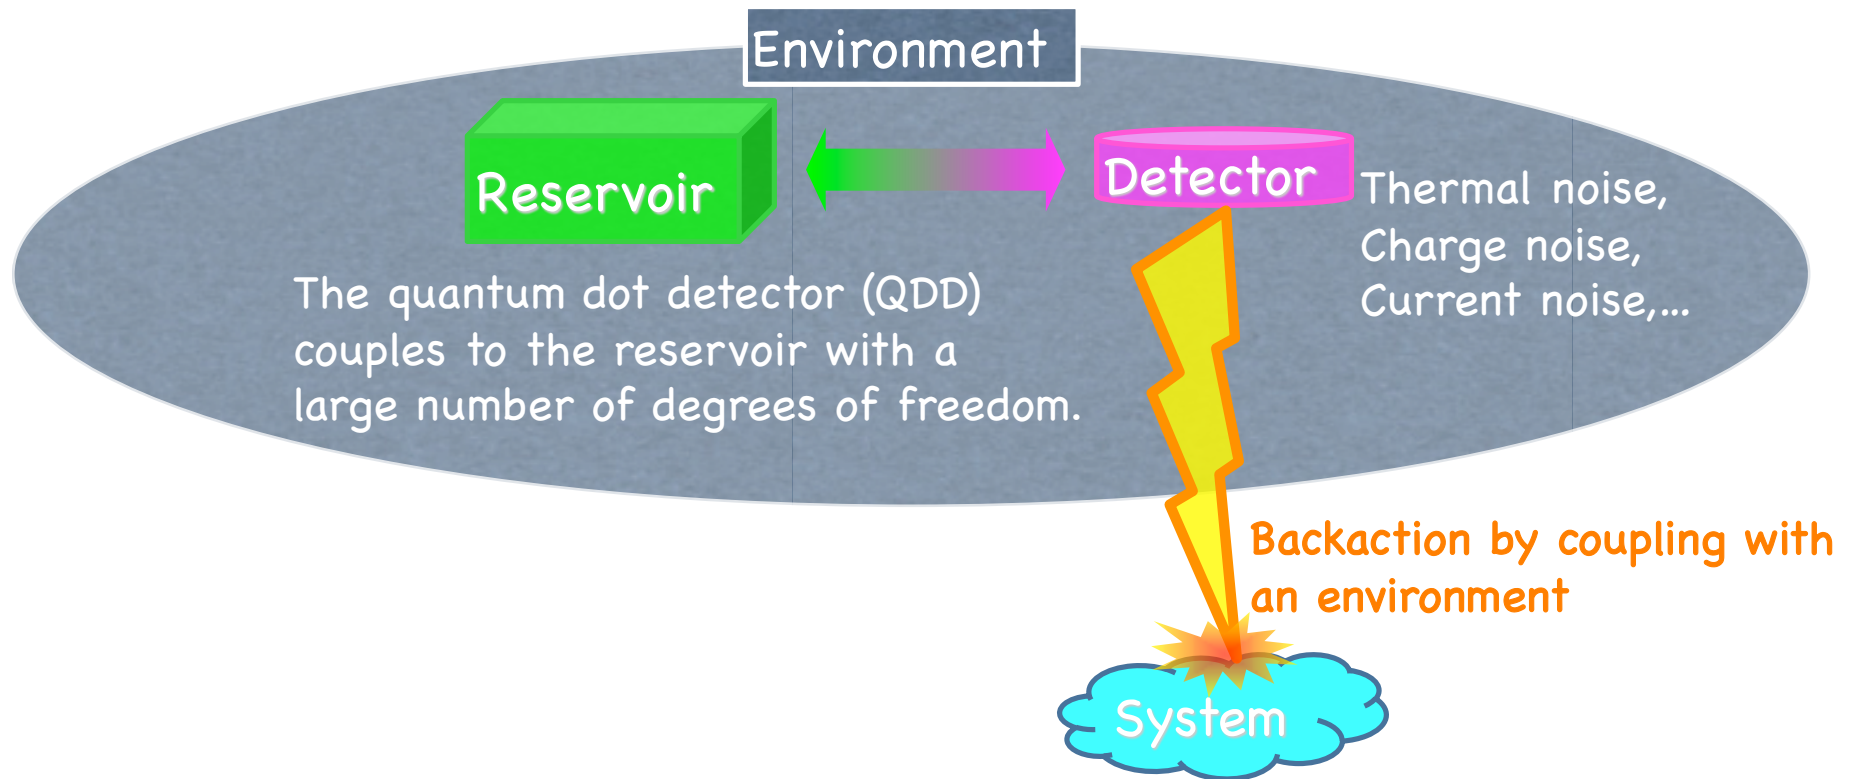 Environment
Reservoir
Detector
Thermal noise,
Charge noise,
Current noise,...
The quantum dot detector (QDD)
couples to the reservoir with a
large number of degrees of freedom.
Backaction by coupling with
an environment
System